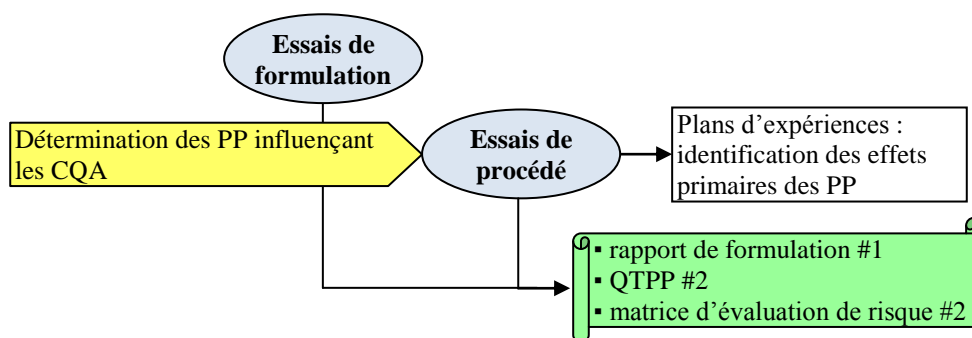 Essais de
formulation
Détermination des PP influençant
les CQA
Essais de
procédé
Plans d'expériences :
identification des effets
primaires des PP
▪ rapport de formulation #1
▪ QTPP #2
▪ matrice d'évaluation de risque #2